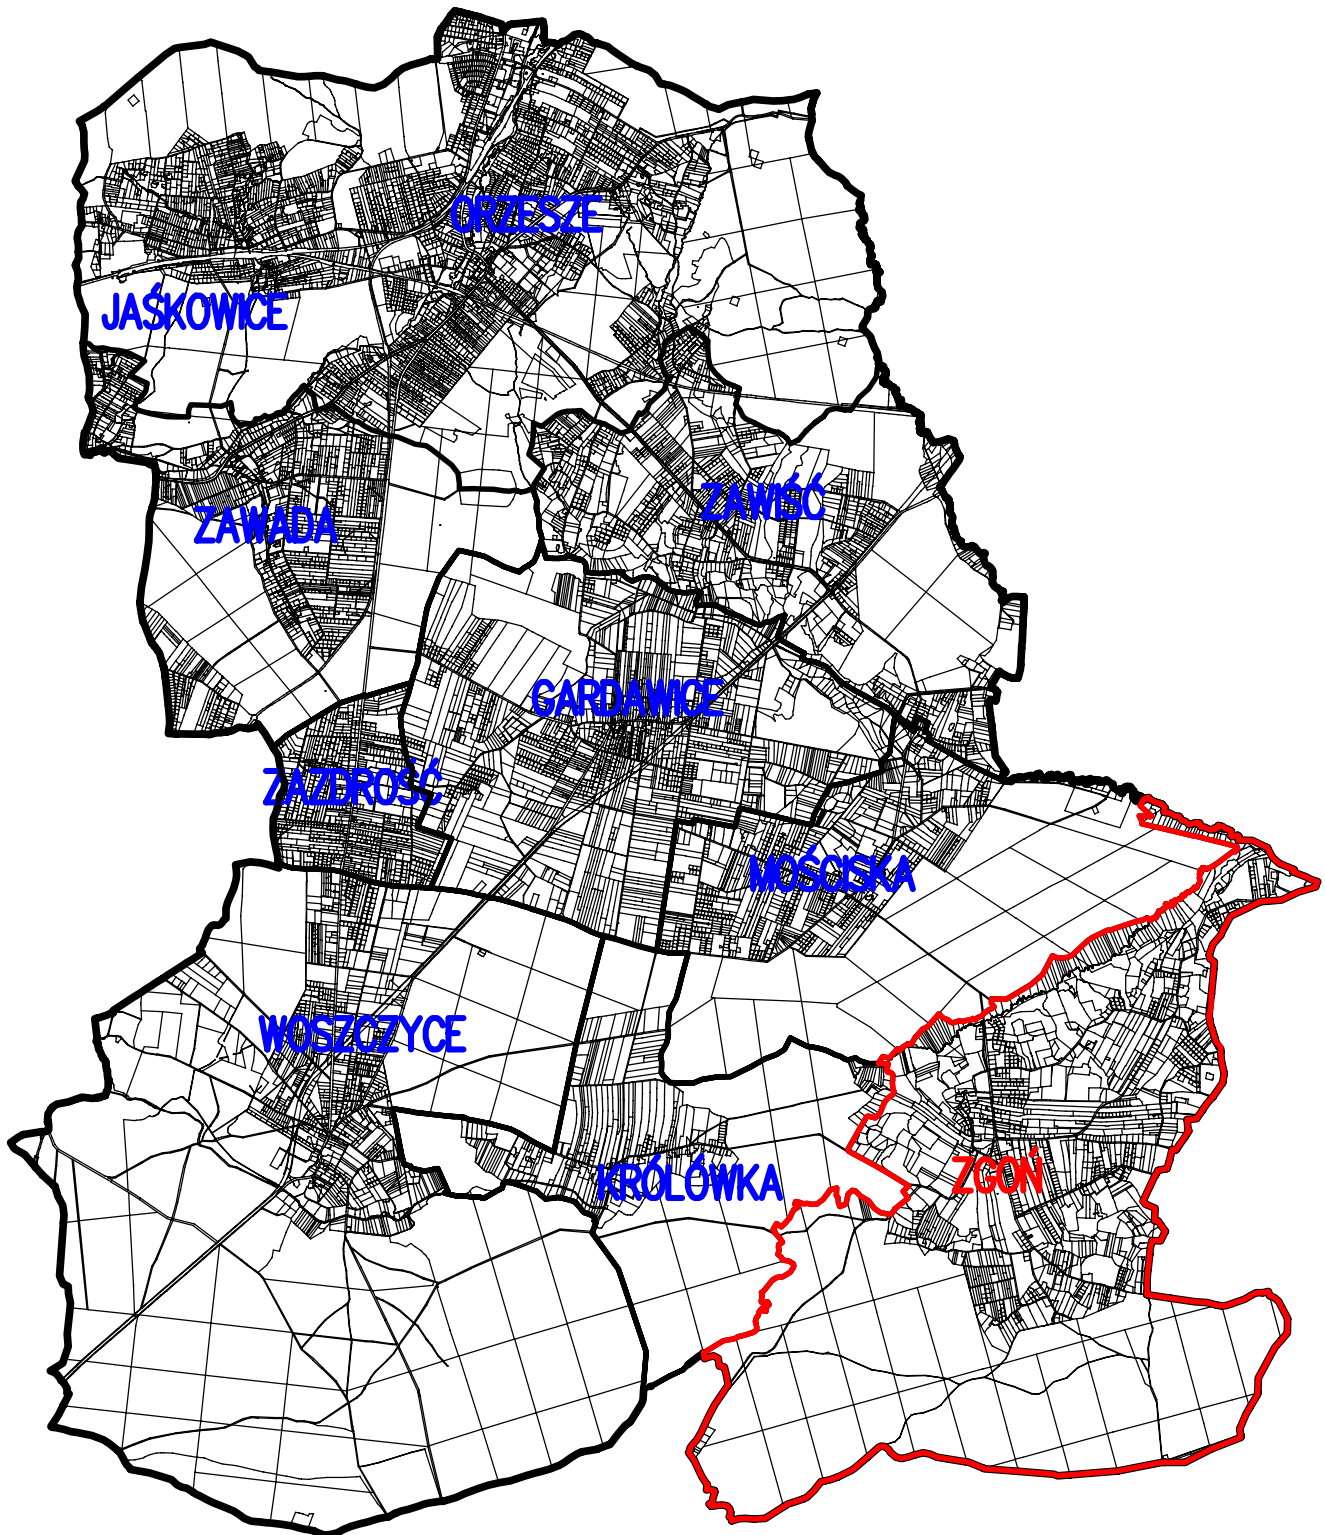 ORZESZE
JAŚKOWICE
ZAWIŚĆ
ZAWADA
GARDAWICE
ZAZDROŚĆ
MOŚCISKA
WOSZCZYCE
ZGOŃ
KRÓLÓWKA